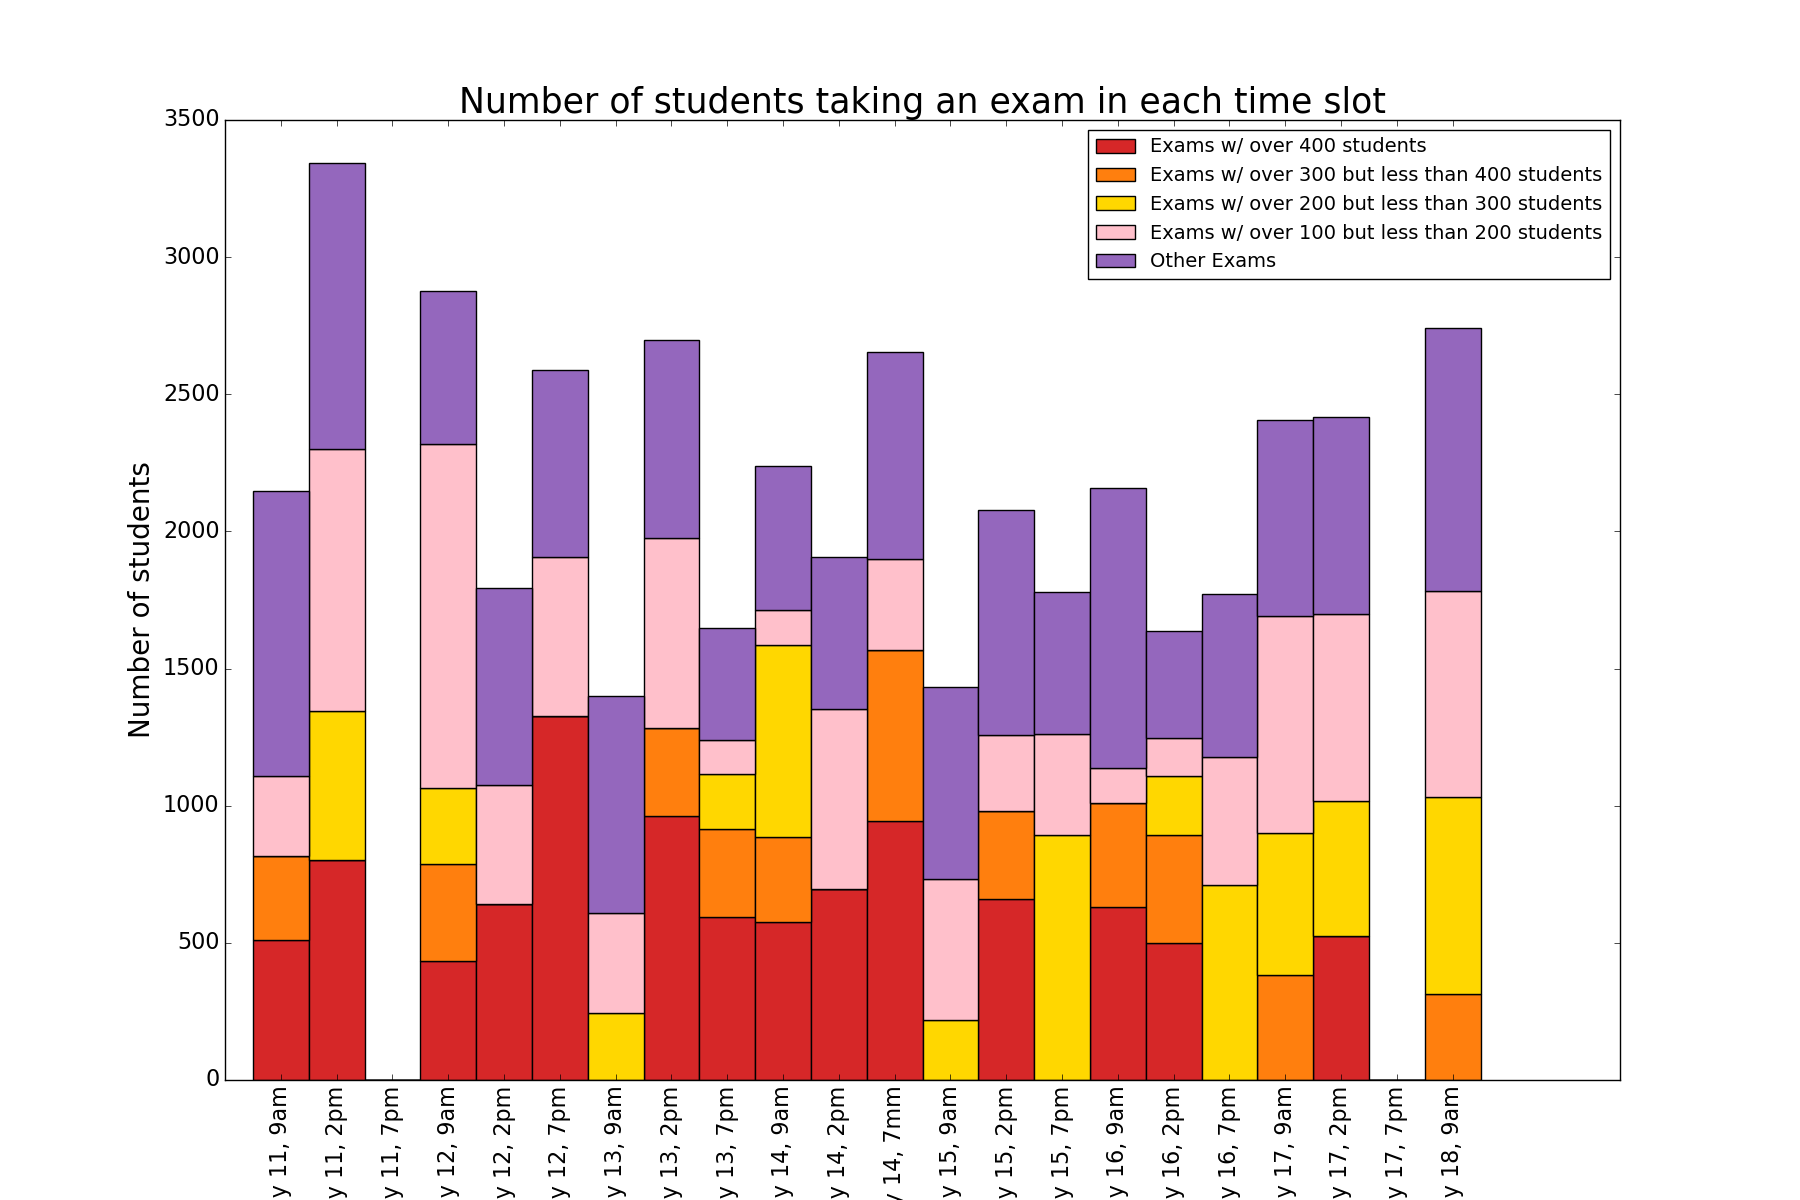 Number of students taking an exam in each time slot
3500
3000
2500
2000
1500
1000
500
0
Number of students
Exams w/ over 400 students
Exams w/ over 300 but less than 400 students
Exams w/ over 200 but less than 300 students
Exams w/ over 100 but less than 200 students
Other Exams
y 11, 9am
y 11, 2pm
y 11, 7pm
y 12, 9am
y 12, 2pm
y 12, 7pm
y 13, 9am
y 13, 2pm
y 13, 7pm
y 14, 9am
y 14, 2pm
y 14, 7mm
y 15, 9am
y 15, 2pm
y 15, 7pm
y 16, 9am
y 16, 2pm
y 16, 7pm
y 17, 9am
y 17, 2pm
y 17, 7pm
y 18, 9am